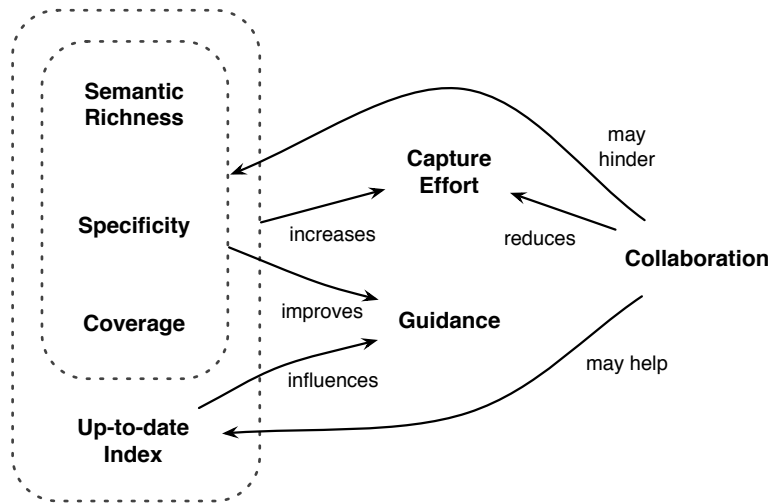 Semantic
Richness
Specificity
Coverage
Up-to-date
Index
Capture
Effort
increases
improves
Guidance
influences
may
hinder
reduces
Collaboration
may help